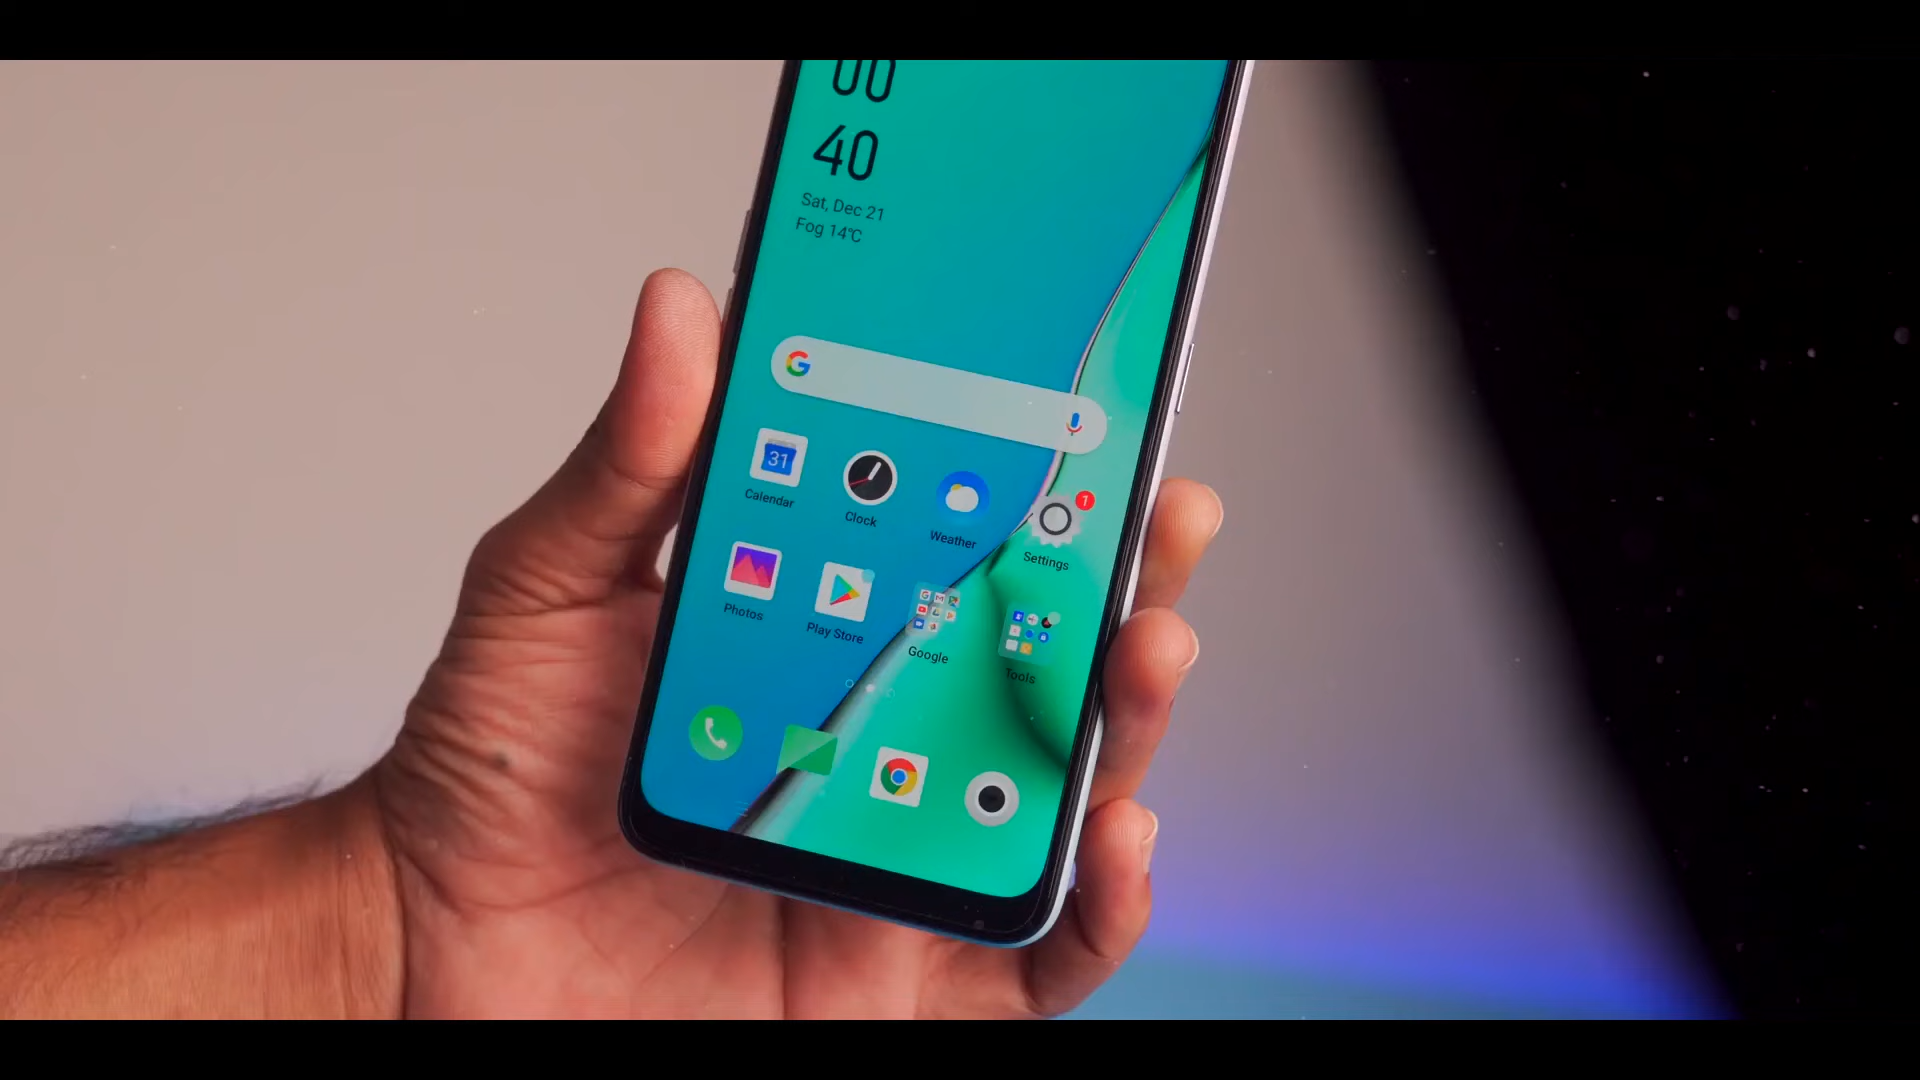 00
40
Sat, Dec 21
Fog 14℃
G
31
Calendar
Clock
Weather
1
Settings
Photos
Play Store
Google
Tools